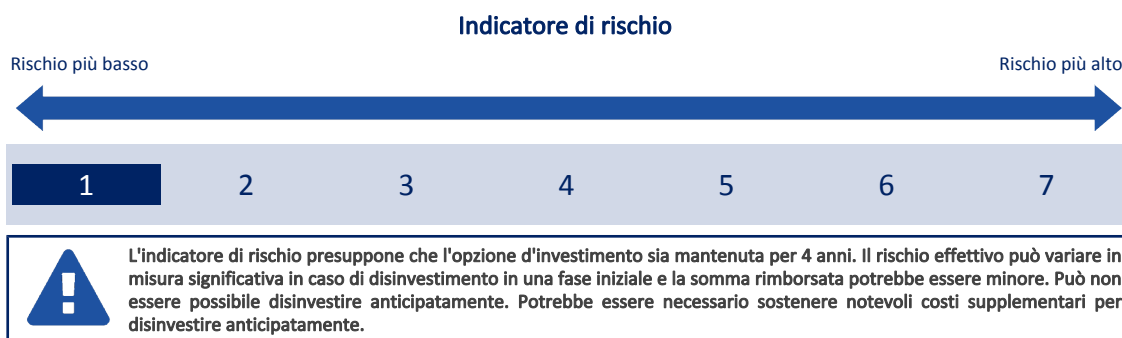 Indicatore di rischio
Rischio più basso
Rischio più alto
1 2 3 4 5 6 7
L'indicatore di rischio presuppone che l'opzione d'investimento sia mantenuta per 4 anni. Il rischio effettivo può variare in
misura significativa in caso di disinvestimento in una fase iniziale e la somma rimborsata potrebbe essere minore. Può non
essere possibile disinvestire anticipatamente. Potrebbe essere necessario sostenere notevoli costi supplementari per
disinvestire anticipatamente.